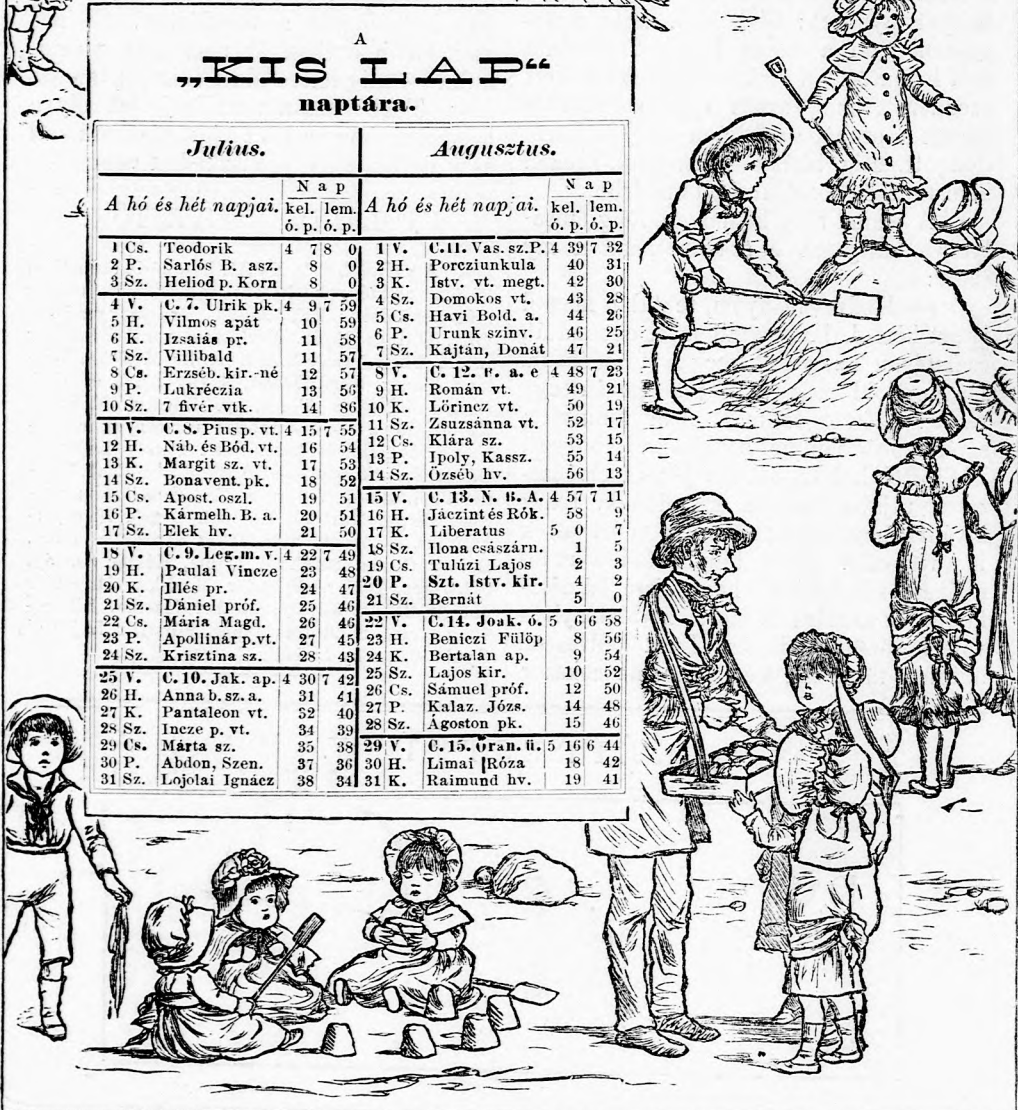 A
„KIS LAP“
naptára.
Julius.
A hó és hét napjai. Nap kel. lem.
ó. p. ó. p.
1 Cs. Teodorik 4 7 8 0
2 P. Sarlós B. asz. 8 0
3 Sz. Heliod p. Korn 8 0
4 V. C. 7. Ulrik pk. 4 9 7 59
5 H. Vilmos apát 10 59
6 K. Izsaiás pr. 11 58
7 Sz. Villibald 11 57
8 Cs. Erzséb. kir.-né 12 57
9 P. Lukréczia 13 56
10 Sz. 7 fivér vtk. 14 86
11 V. C. 8. Pius p. vt. 4 15 7 55
12 H. Náb. és Bód. vt. 16 54
13 K. Margit sz. vt. 17 53
14 Sz. Bonavent. pk. 18 52
15 Cs. Apost. oszl. 19 51
16 P. Kármelh. B. a. 20 51
17 Sz. Elek hv. 21 50
18 V. C. 9. Leg. m. v. 4 22 7 49
19 H. Paulai Vincze 23 48
20 K. Illés pr. 24 47
21 Sz. Dániel próf. 25 46
22 Cs. Mária Magd. 26 46
23 P. Apollinár p. vt. 27 45
24 Sz. Krisztina sz. 28 43
25 V. C. 10. Jak. ap. 4 30 7 42
26 H. Anna b. sz. a. 31 41
27 K. Pantaleon vt. 32 40
28 Sz. Incze p. vt. 34 39
29 Cs. Márta sz. 35 38
30 P. Abdon, Szen. 37 36
31 Sz. Lojolai Ignácz 38 34
Augusztus.
A hó és hét napjai. Nap kel. lem.
ó. p. ó. p.
1 V. C. 11. Vas. sz. P. 4 39 7 32
2 H. Porcziunkula 40 31
3 K. Istv. vt. megt. 42 30
4 Sz. Domokos vt. 43 28
5 Cs. Havi Bold. a. 44 26
6 P. Urunk szinv. 46 25
7 Sz. Kajtán, Donát 47 21
8 V. C. 12. B. a. e 4 48 7 23
9 H. Román vt. 49 21
10 K. Lőrincz vt. 50 19
11 Sz. Zsuzsánna vt. 52 17
12 Cs. Klára sz. 53 15
13 P. Ipoly, Kassz. 55 14
14 Sz. Özséb hv. 56 13
15 V. C. 13. N. B. A. 4 57 7 11
16 H. Jáczint és Rók. 58 9
17 K. Liberatus 5 0 7
18 Sz. Ilona császárn. 1 5
19 Cs. Tulúzi Lajos 2 3
20 P. Szt. Istv. kir. 4 2
21 Sz. Bernát 5 0
22 V. C. 14. Joak. ó. 5 6 6 58
23 H. Beniczi Fülöp 8 56
24 K. Bertalan ap. 9 54
25 Sz. Lajos kir. 10 52
26 Cs. Sámuel próf. 12 50
27 P. Kalaz. Józs. 14 48
28 Sz. Ágoston pk. 15 46
29 V. C. 15. Őran. ü. 5 16 6 44
30 H. Limai Róza 18 42
31 K. Raimund hv. 19 41